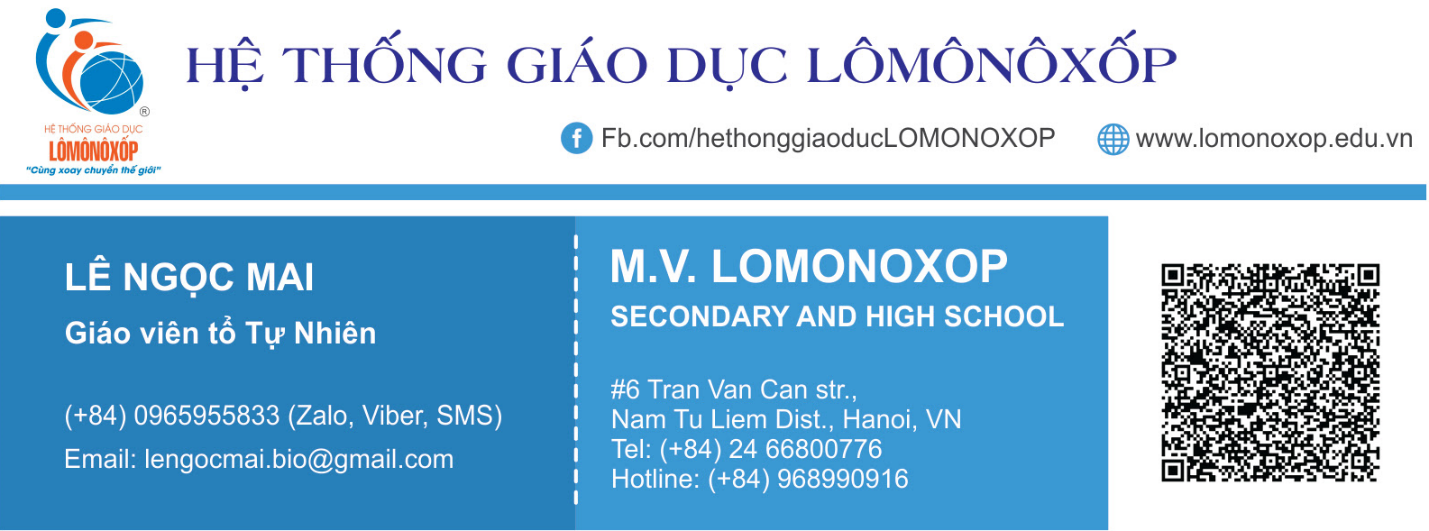 HỆ THỐNG GIÁO DỤC LÔMÔNÔXỐP
®
HỆ THỐNG GIÁO DỤC
LÔMÔNÔXỐP
"Cùng xoay chuyển thế giới"
Fb.com/hethonggiaoducLOMONOXOP
www.lomonoxop.edu.vn
LÊ NGỌC MAI
Giáo viên tổ Tự Nhiên
(+84) 0965955833 (Zalo, Viber, SMS)
Email: lengocmai.bio@gmail.com
M.V. LOMONOXOP
SECONDARY AND HIGH SCHOOL
#6 Tran Van Can str.,
Nam Tu Liem Dist., Hanoi, VN
Tel: (+84) 24 66800776
Hotline: (+84) 968990916